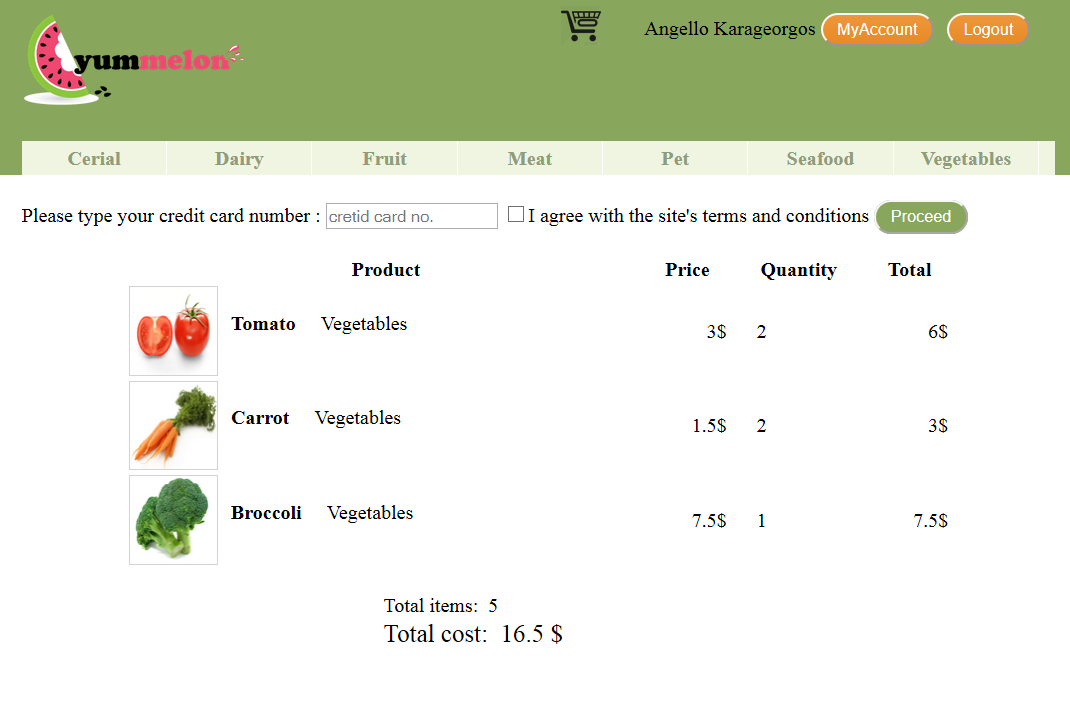 yummelon
Angello Karageorgos MyAccount Logout
Cerial Dairy Fruit Meat Pet Seafood Vegetables
Please type your credit card number : cretid card no. I agree with the site's terms and conditions Proceed
Product Price Quantity Total
Tomato Vegetables 3$ 2 6$
Carrot Vegetables 1.5$ 2 3$
Broccoli Vegetables 7.5$ 1 7.5$
Total items: 5
Total cost: 16.5 $